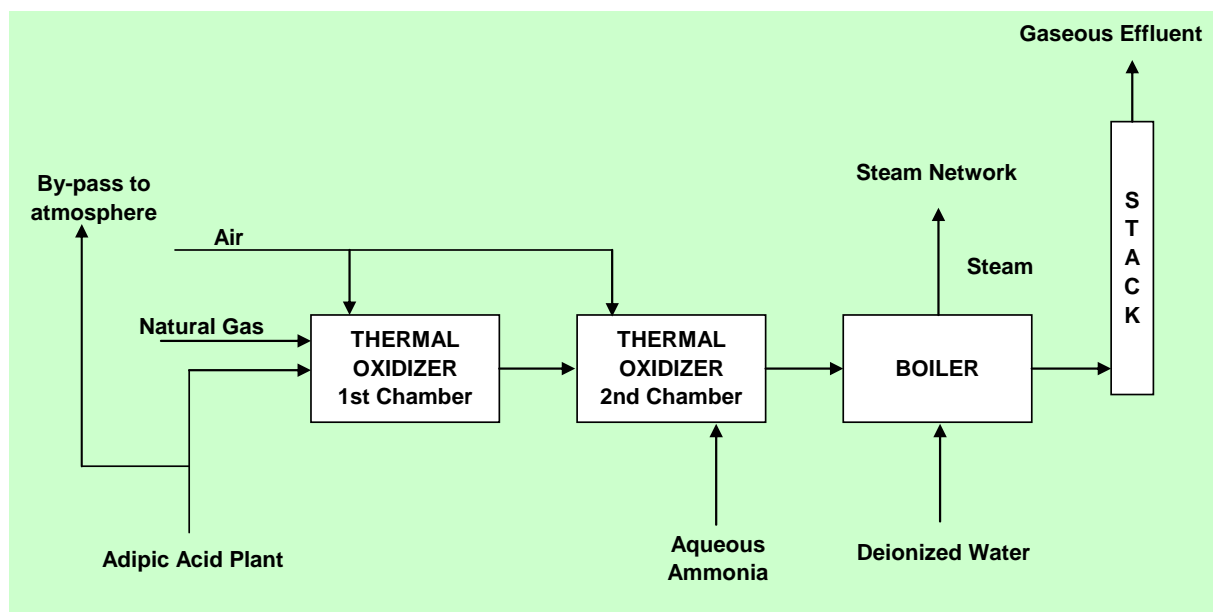 Gaseous Effluent
By-pass to
atmosphere
Steam Network
S
T
A
C
K
Air
Steam
Natural Gas
THERMAL
OXIDIZER
1st Chamber
THERMAL
OXIDIZER
2nd Chamber
BOILER
Adipic Acid Plant
Aqueous
Ammonia
Deionized Water